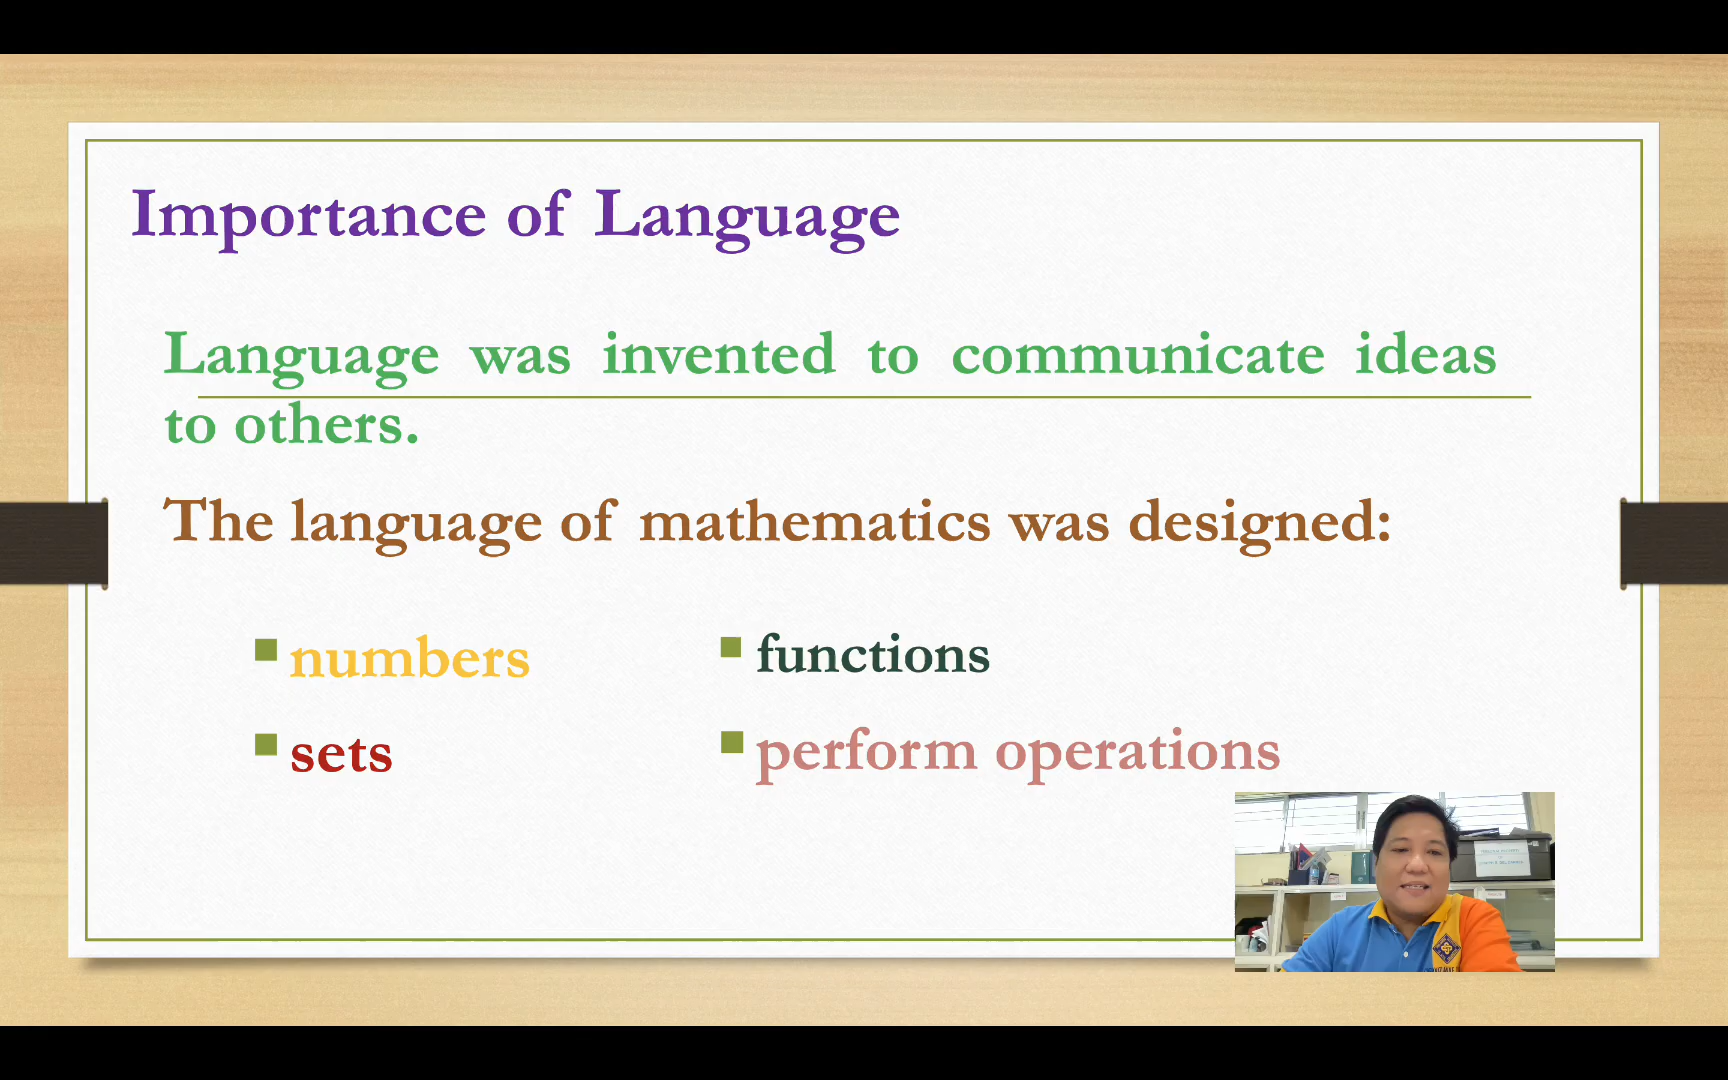 Importance of Language
Language was invented to communicate ideas
to others.
The language of mathematics was designed:
numbers
functions
sets
perform operations